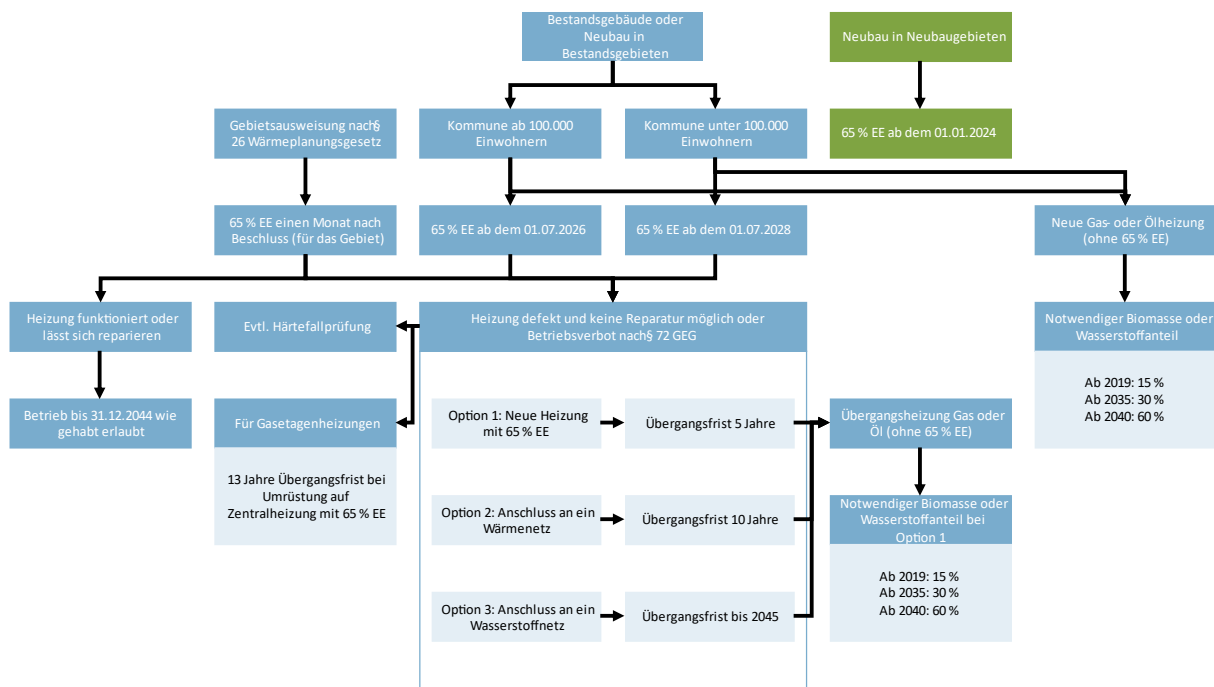 Bestandsgebäude oder
Neubau in
Bestandsgebieten
Neubau in Neubaugebieten
Gebietsausweisung nach§
26 Wärmeplanungsgesetz
Kommune ab 100.000
Einwohnern
Kommune unter 100.000
Einwohnern
65 % EE ab dem 01.01.2024
65 % EE einen Monat nach
Beschluss (für das Gebiet)
65 % EE ab dem 01.07.2026
65 % EE ab dem 01.07.2028
Neue Gas- oder Ölheizung
(ohne 65 % EE)
Heizung funktioniert oder
lässt sich reparieren
Evtl. Härtefallprüfung
Heizung defekt und keine Reparatur möglich oder
Betriebsverbot nach§ 72 GEG
Notwendiger Biomasse oder
Wasserstoffanteil
Ab 2019: 15 %
Ab 2035: 30 %
Ab 2040: 60 %
Betrieb bis 31.12.2044 wie
gehabt erlaubt
Für Gasetagenheizungen
13 Jahre Übergangsfrist bei
Umrüstung auf
Zentralheizung mit 65 % EE
Option 1: Neue Heizung
mit 65 % EE
Übergangsfrist 5 Jahre
Übergangsheizung Gas oder
Öl (ohne 65 % EE)
Option 2: Anschluss an ein
Wärmenetz
Übergangsfrist 10 Jahre
Notwendiger Biomasse oder
Wasserstoffanteil bei
Option 1
Ab 2019: 15 %
Ab 2035: 30 %
Ab 2040: 60 %
Option 3: Anschluss an ein
Wasserstoffnetz
Übergangsfrist bis 2045